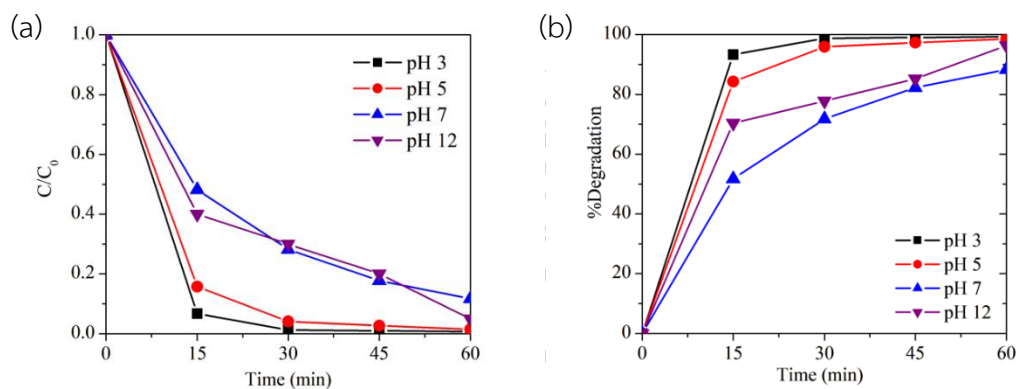 (a)
1.0
0.8
0.6
0.4
0.2
0.0
C/C₀
pH 3
pH 5
pH 7
pH 12
0 15 30 45 60
Time (min)
(b)
100
80
60
40
20
0
%Degradation
pH 3
pH 5
pH 7
pH 12
0 15 30 45 60
Time (min)